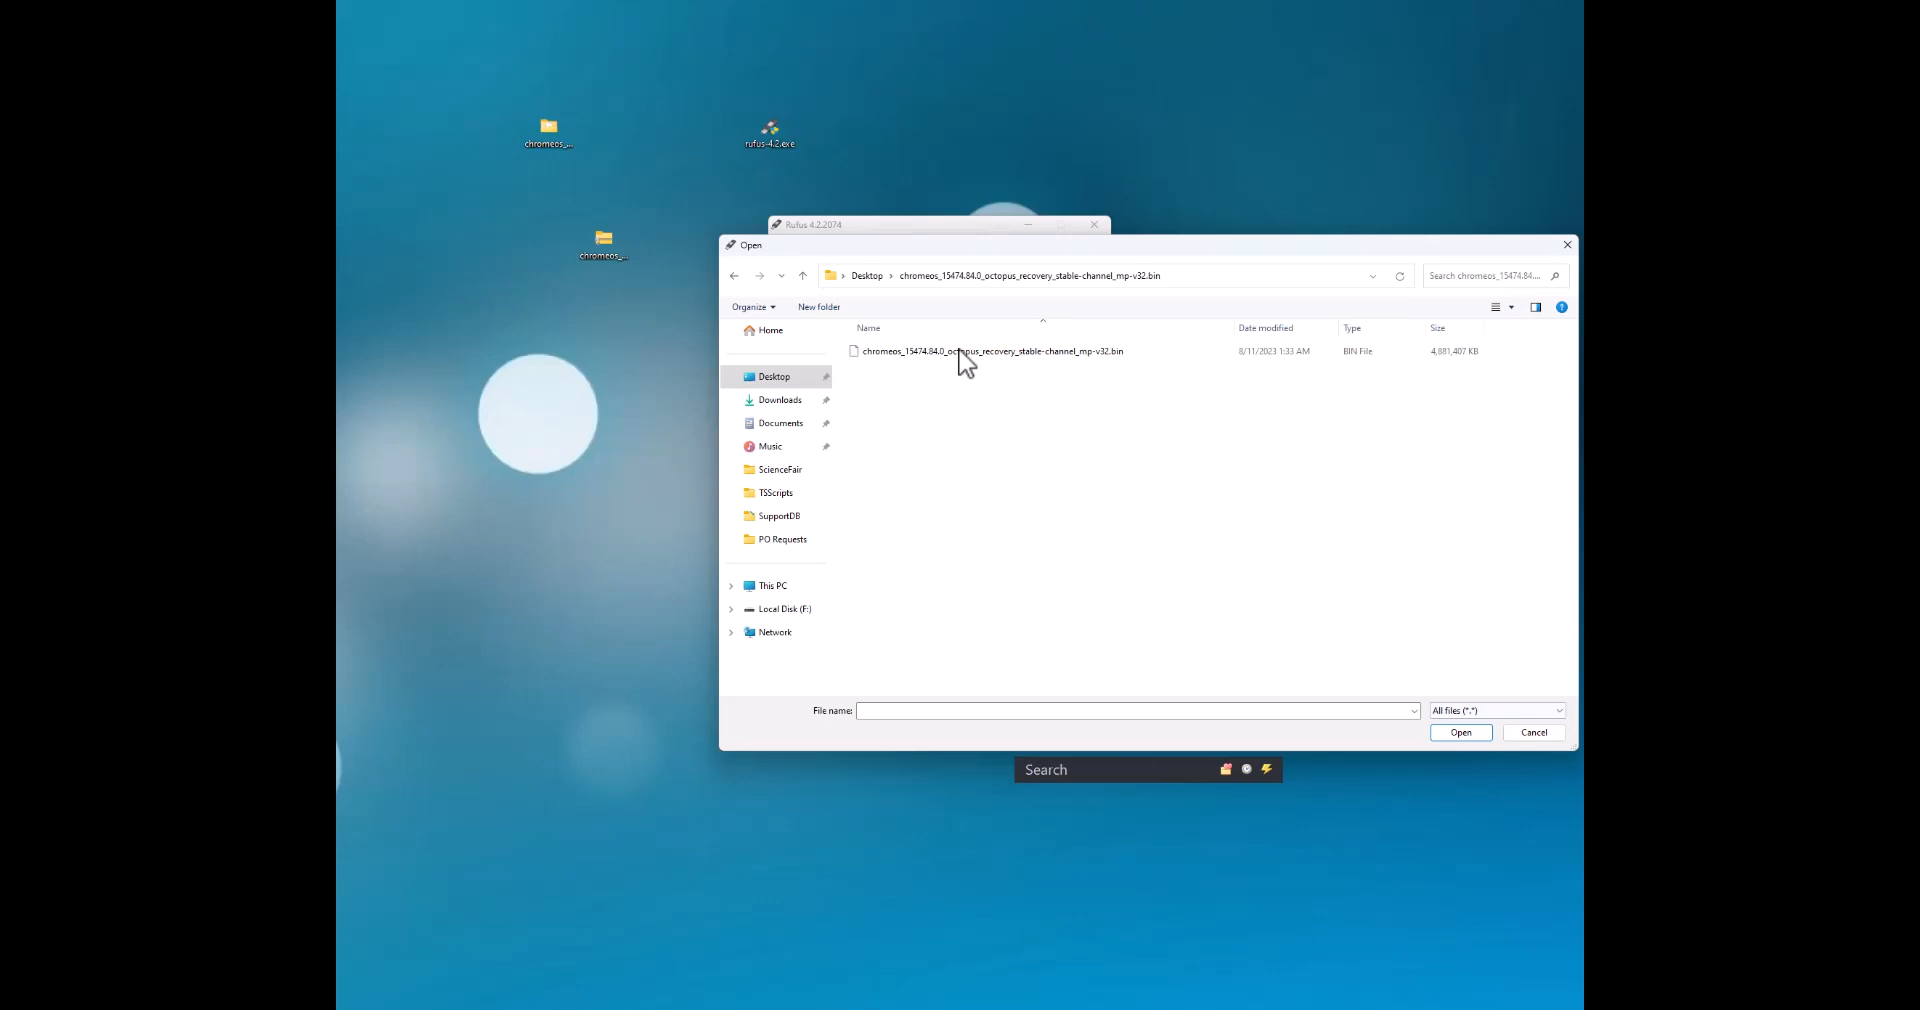 chromeos_...
rufus-4.2.exe
chromeos_...
Rufus 4.2.2074
Open
Desktop
chromeos_15474.84.0_octopus_recovery_stable-channel_mp-v32.bin
Search chromeos_15474.84....
Organize
New folder
Name
Date modified
Type
Size
chromeos_15474.84.0_octopus_recovery_stable-channel_mp-v32.bin
8/11/2023 1:33 AM
BIN File
4,881,407 KB
Home
Desktop
Downloads
Documents
Music
ScienceFair
TSScripts
SupportDB
PO Requests
This PC
Local Disk (F:)
Network
File name:
All files (*.*)
Open
Cancel
Search